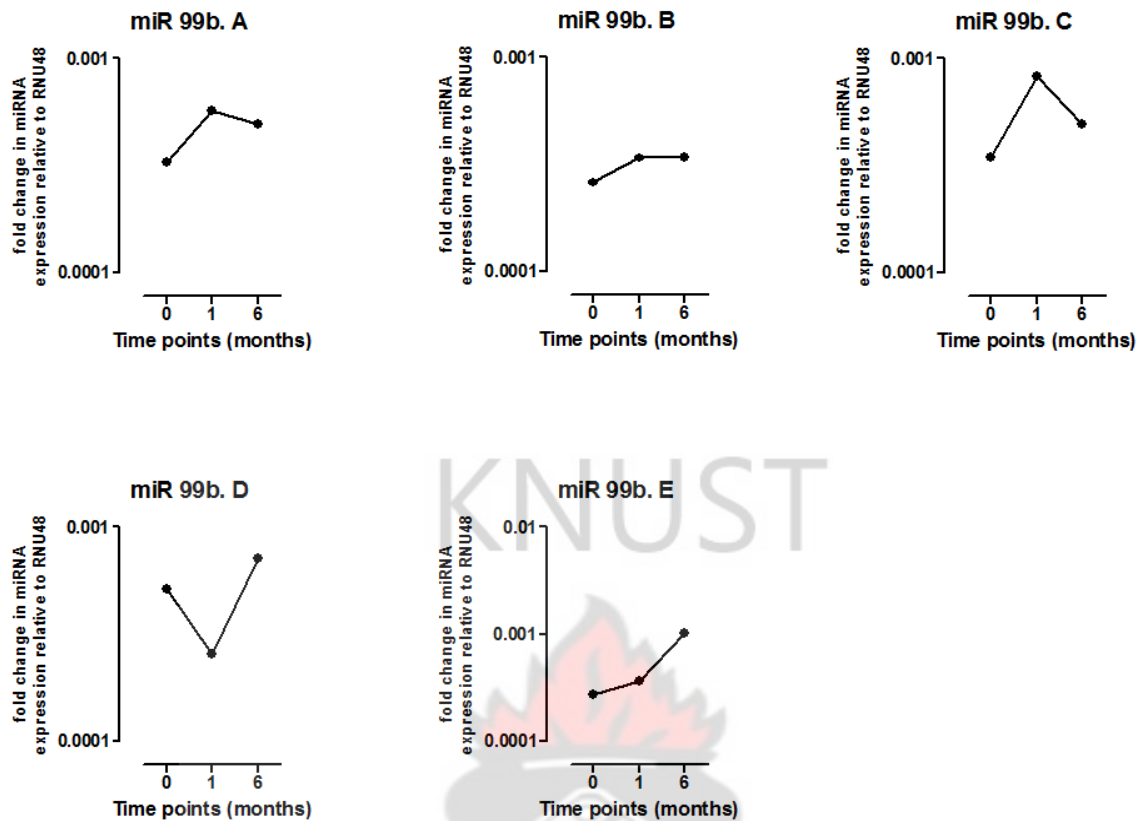 miR 99b. A
fold change in miRNA
expression relative to RNU48
0.001
0.0001
0 1 6
Time points (months)
miR 99b. B
fold change in miRNA
expression relative to RNU48
0.001
0.0001
0 1 6
Time points (months)
miR 99b. C
fold change in miRNA
expression relative to RNU48
0.001
0.0001
0 1 6
Time points (months)
KNUST
miR 99b. D
fold change in miRNA
expression relative to RNU48
0.001
0.0001
0 1 6
Time points (months)
miR 99b. E
fold change in miRNA
expression relative to RNU48
0.01
0.001
0.0001
0 1 6
Time points (months)